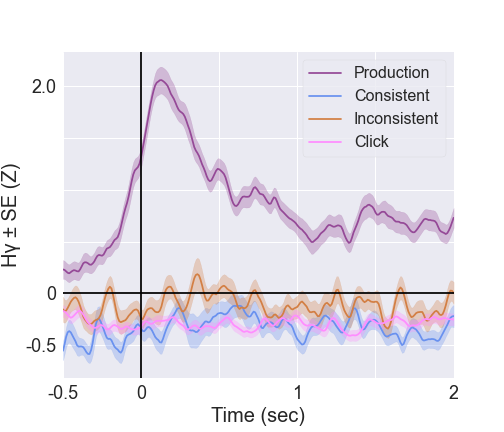 Production
Consistent
Inconsistent
Click
Hγ ± SE (Z)
2.0
0
-0.5
-0.5 0 1 2
Time (sec)